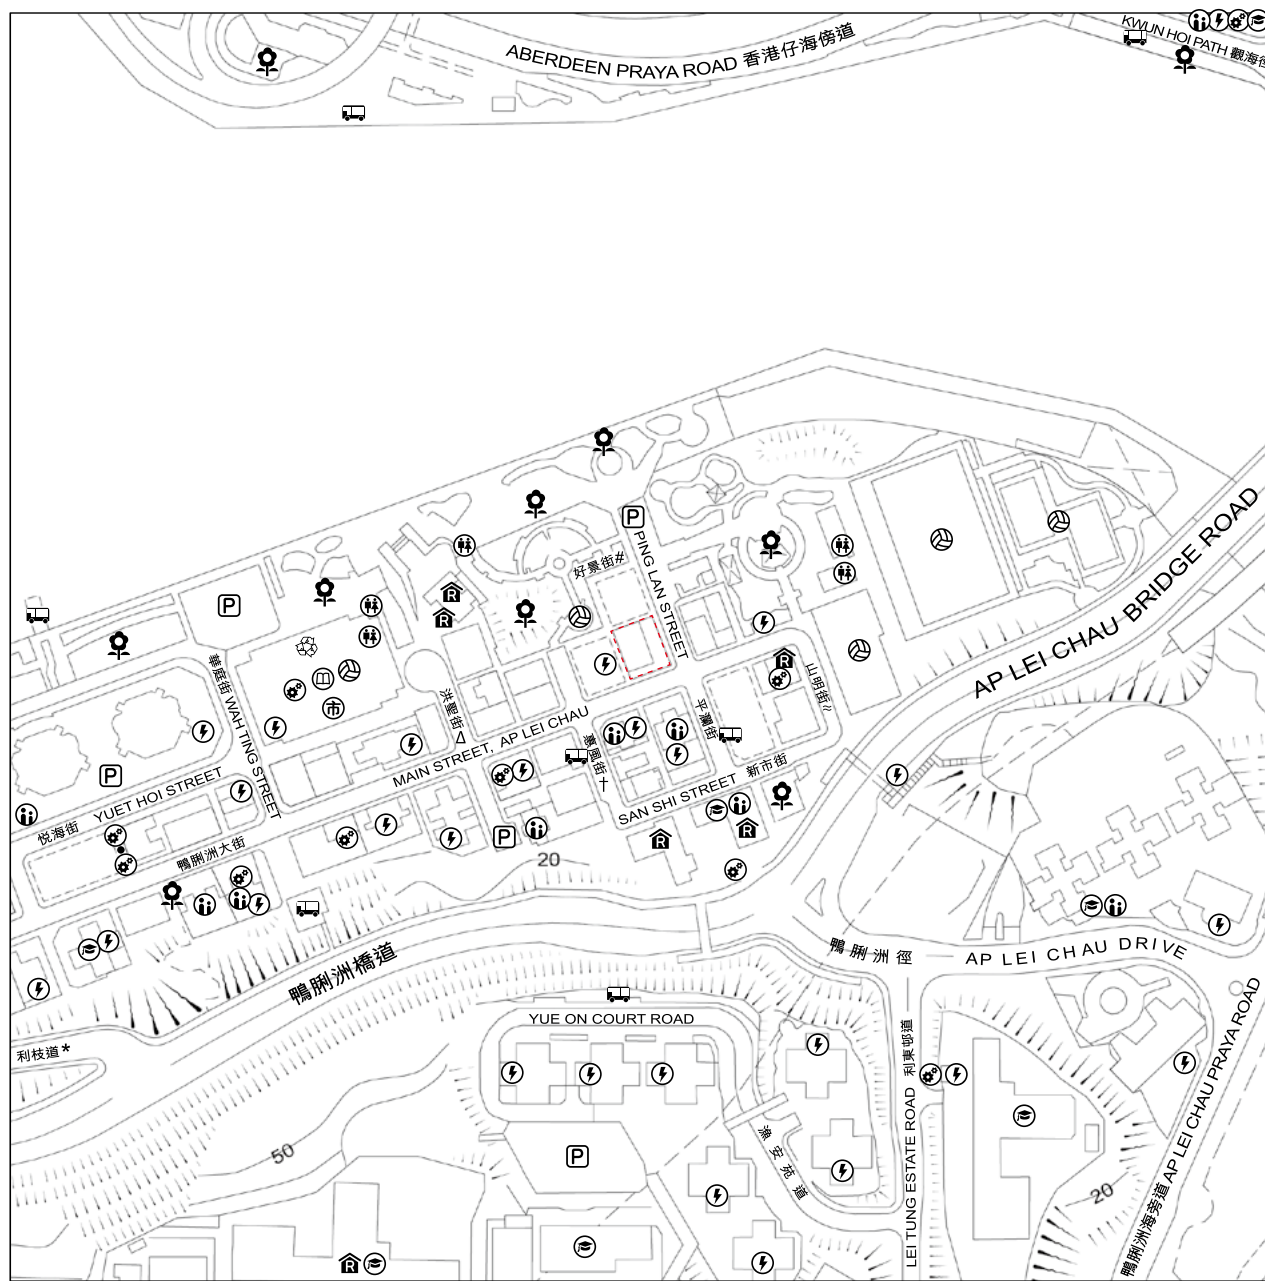 KWUN HOI PATH 觀海徑
ABERDEEN PRAYA ROAD 香港仔海傍道
P
PING LAN STREET
好景街#
AP LEI CHAU BRIDGE ROAD
R
R
P
華庭街 WAH TING STREET
洪聖街△
市
MAIN STREET, AP LEI CHAU
惠風街†
平瀾街
R
山明街//
P
悦海街 YUET HOI STREET
鴨脷洲大街
P
SAN SHI STREET 新市街
R
R
20
鴨脷洲橋道
鴨脷洲徑 AP LEI CHAU DRIVE
利枝道*
YUE ON COURT ROAD
漁安苑道
LEI TUNG ESTATE ROAD 利東邨道
鴨脷洲海旁道 AP LEI CHAU PRAYA ROAD
50
P
20
R